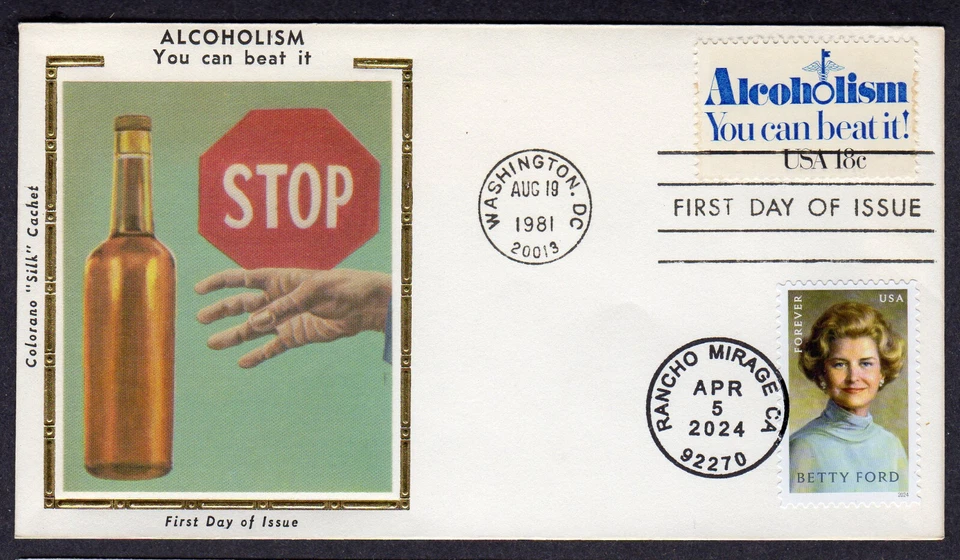 ALCOHOLISM
You can beat it
Colorano "Silk" Cachet
STOP
First Day of Issue
WASHINGTON. DC
AUG 19
1981
20013
Alcoholism
You can beat it!
USA 18c
FIRST DAY OF ISSUE
RANCHO MIRAGE CA
APR
5
2024
92270
FOREVER
USA
BETTY FORD
2024